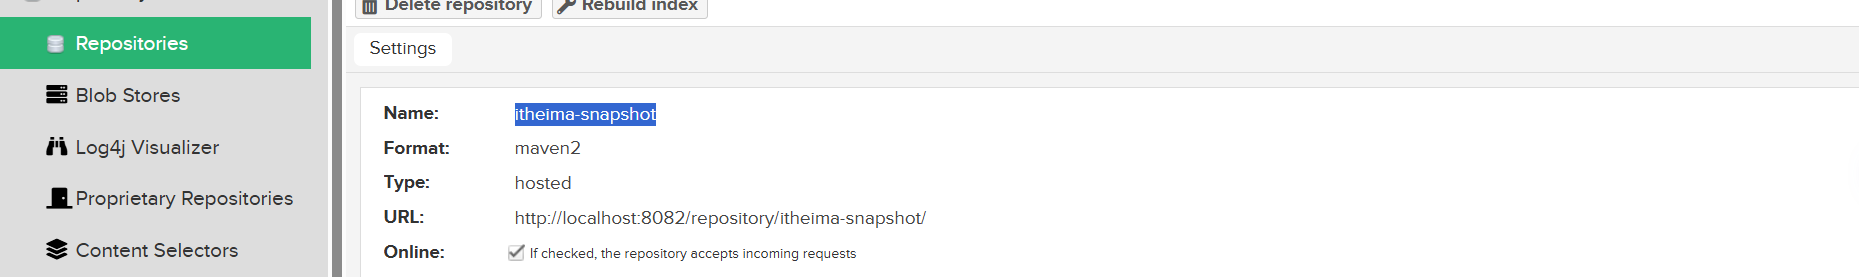 Delete repository
Rebuild index
Repositories
Blob Stores
Log4j Visualizer
Proprietary Repositories
Content Selectors
Settings
Name: itheima-snapshot
Format: maven2
Type: hosted
URL: http://localhost:8082/repository/itheima-snapshot/
Online: If checked, the repository accepts incoming requests